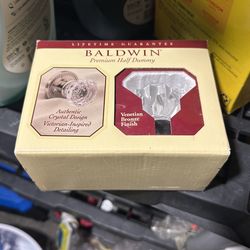 LIFETIME GUARANTEE
BALDWIN
Premium Half Dummy
Authentic
Crystal Design
Victorian-Inspired
Detailing
Venetian
Bronze
Finish